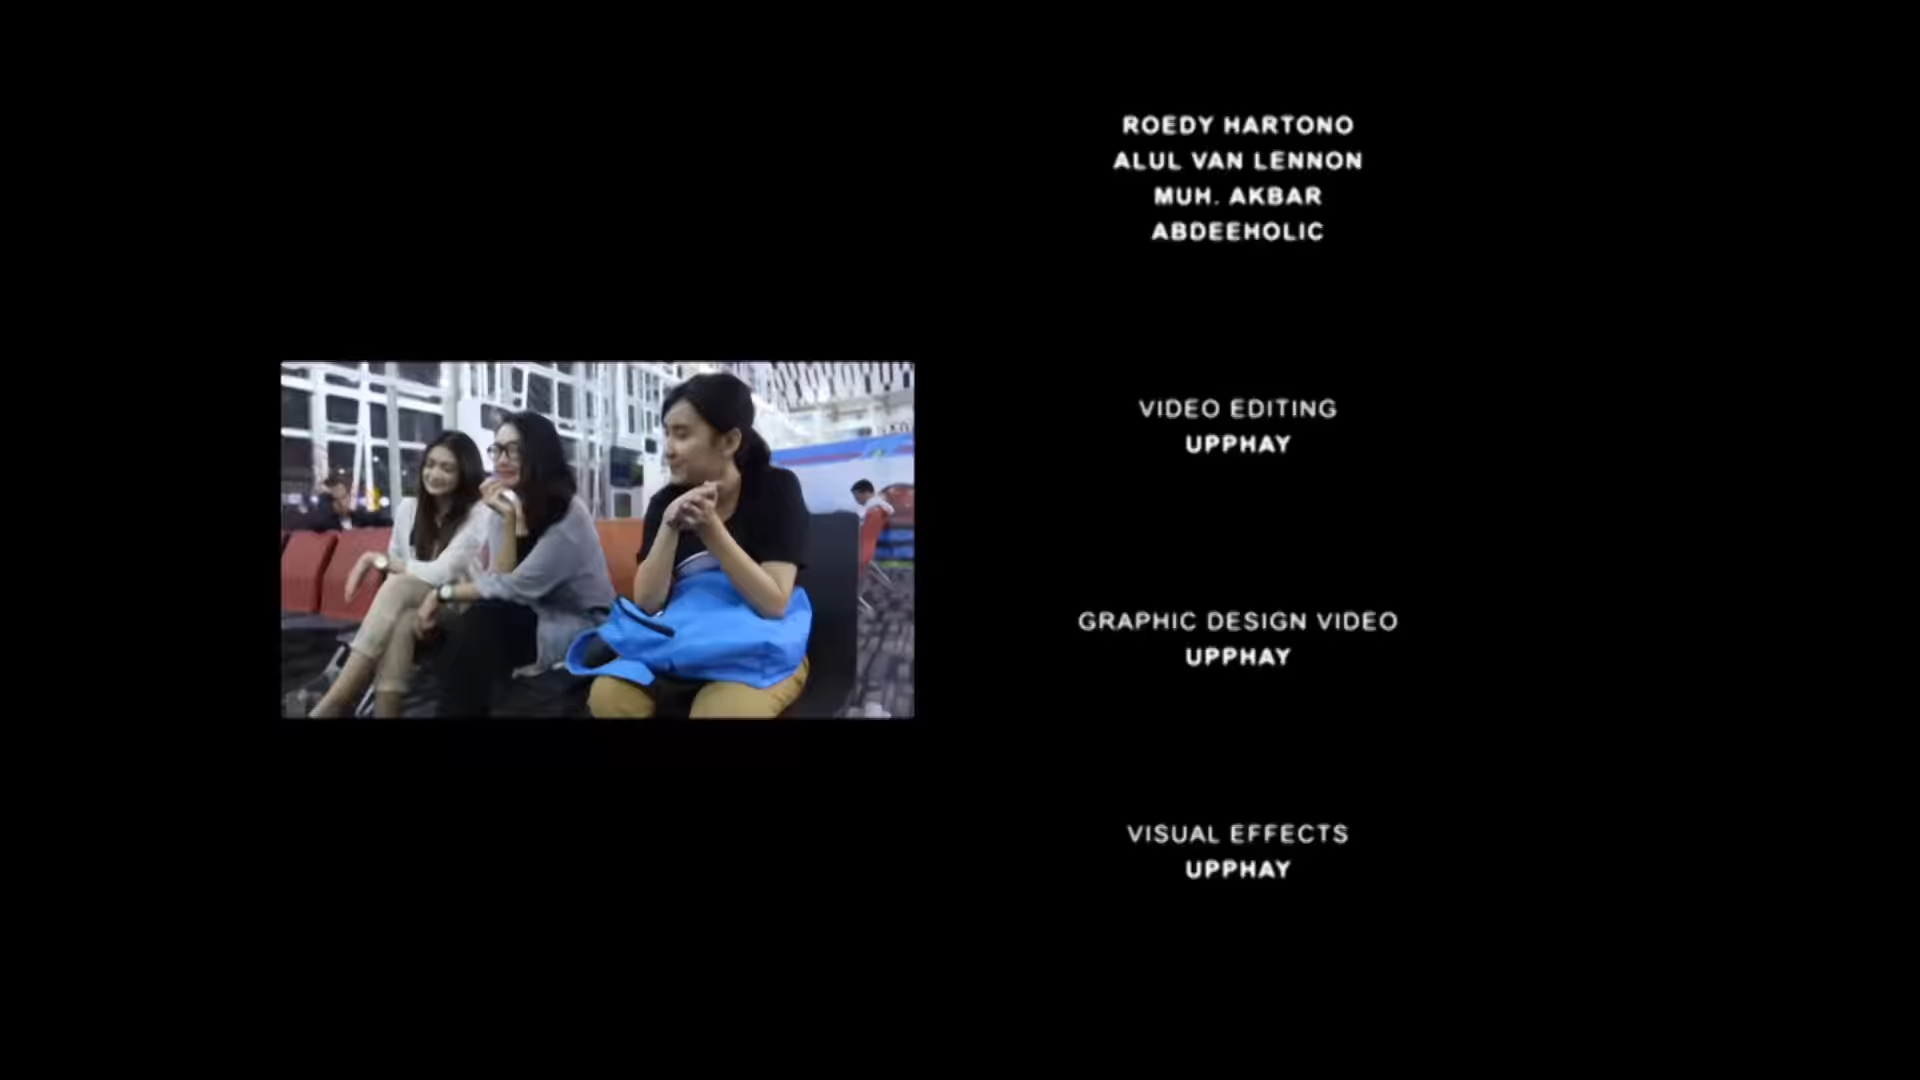 ROEDY HARTONO
ALUL VAN LENNON
MUH. AKBAR
ABDEEHOLIC
VIDEO EDITING
UPPHAY
GRAPHIC DESIGN VIDEO
UPPHAY
VISUAL EFFECTS
UPPHAY